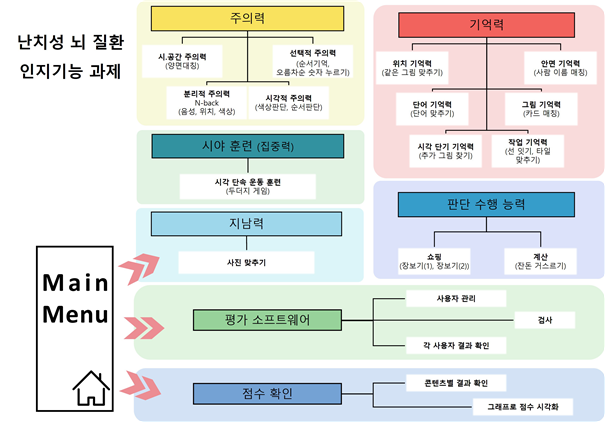 난치성 뇌 질환
인지기능 과제
주의력
시.공간 주의력
(양면대칭)
선택적 주의력
(순서기억,
오름차순 숫자 누르기)
분리적 주의력
N-back
(음성, 위치, 색상)
시각적 주의력
(색상판단, 순서판단)
기억력
위치 기억력
(같은 그림 맞추기)
안면 기억력
(사람 이름 매칭)
단어 기억력
(단어 맞추기)
그림 기억력
(카드 매칭)
시각 단기 기억력
(추가 그림 찾기)
작업 기억력
(선 잇기, 타일
맞추기)
시야 훈련 (집중력)
시각 단속 운동 훈련
(두더지 게임)
지남력
사진 맞추기
판단 수행 능력
쇼핑
(장보기(1), 장보기(2))
계산
(잔돈 거스르기)
Main
Menu
평가 소프트웨어
사용자 관리
검사
각 사용자 결과 확인
점수 확인
콘텐츠별 결과 확인
그래프로 점수 시각화